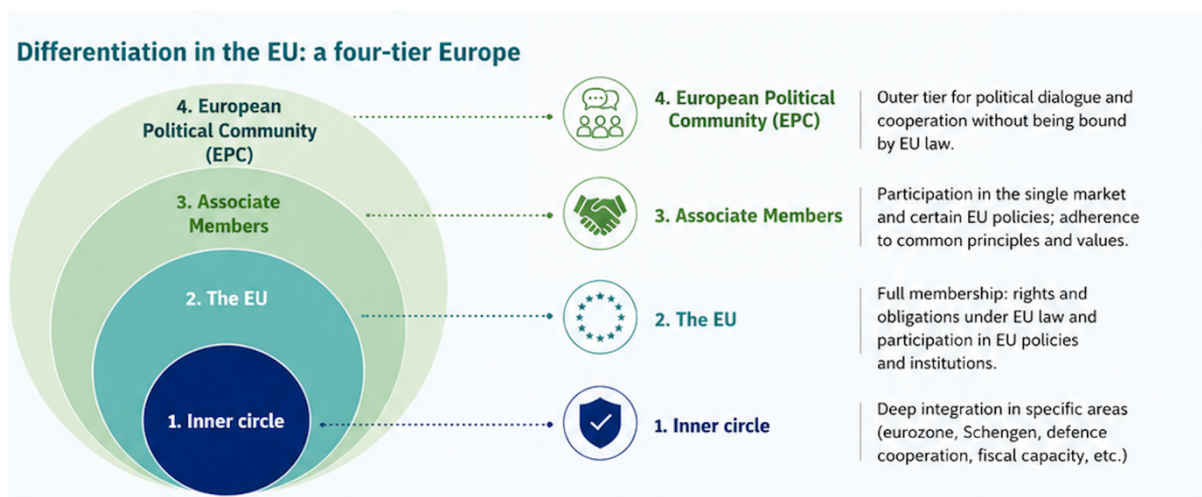 Differentiation in the EU: a four-tier Europe
4. European
Political Community
(EPC)
3. Associate
Members
2. The EU
1. Inner circle
4. European Political
Community (EPC)
Outer tier for political dialogue and
cooperation without being bound
by EU law.
3. Associate Members
Participation in the single market
and certain EU policies; adherence
to common principles and values.
2. The EU
Full membership: rights and
obligations under EU law and
participation in EU policies
and institutions.
1. Inner circle
Deep integration in specific areas
(eurozone, Schengen, defence
cooperation, fiscal capacity, etc.)